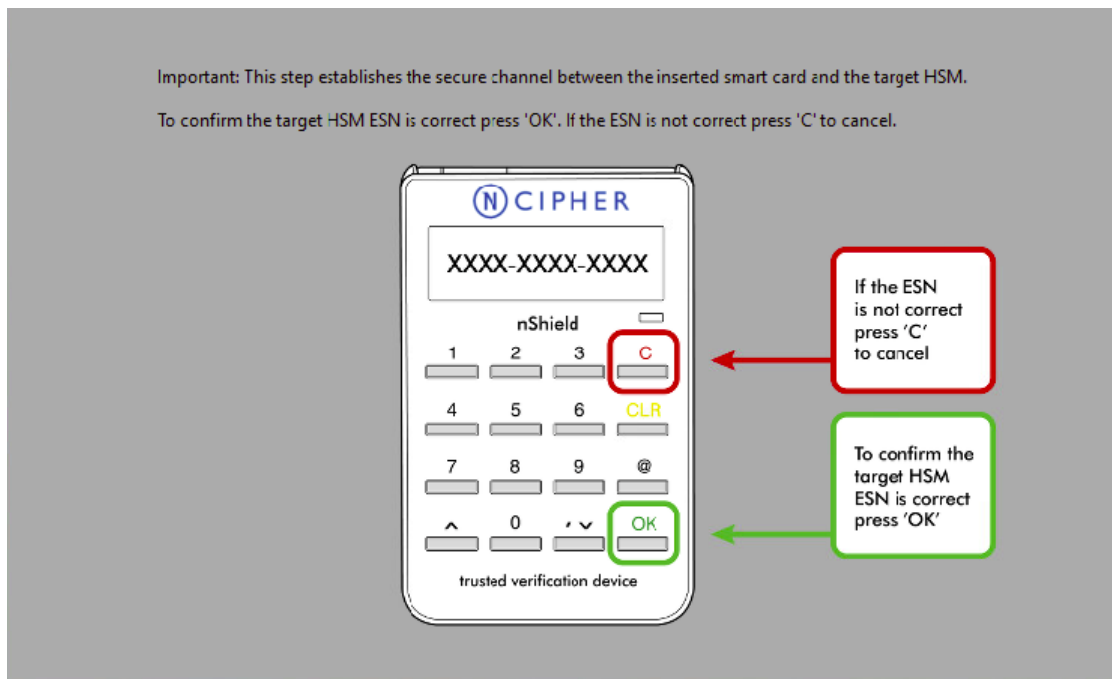 Important: This step establishes the secure channel between the inserted smart card and the target HSM.
To confirm the target HSM ESN is correct press 'OK'. If the ESN is not correct press 'C' to cancel.
N CIPHER
XXXX-XXXX-XXXX
nShield
1 2 3 C
4 5 6 CLR
7 8 9 @
^ 0 ‚ ⌄ OK
trusted verification device
If the ESN
is not correct
press 'C'
to cancel
To confirm the
target HSM
ESN is correct
press 'OK'